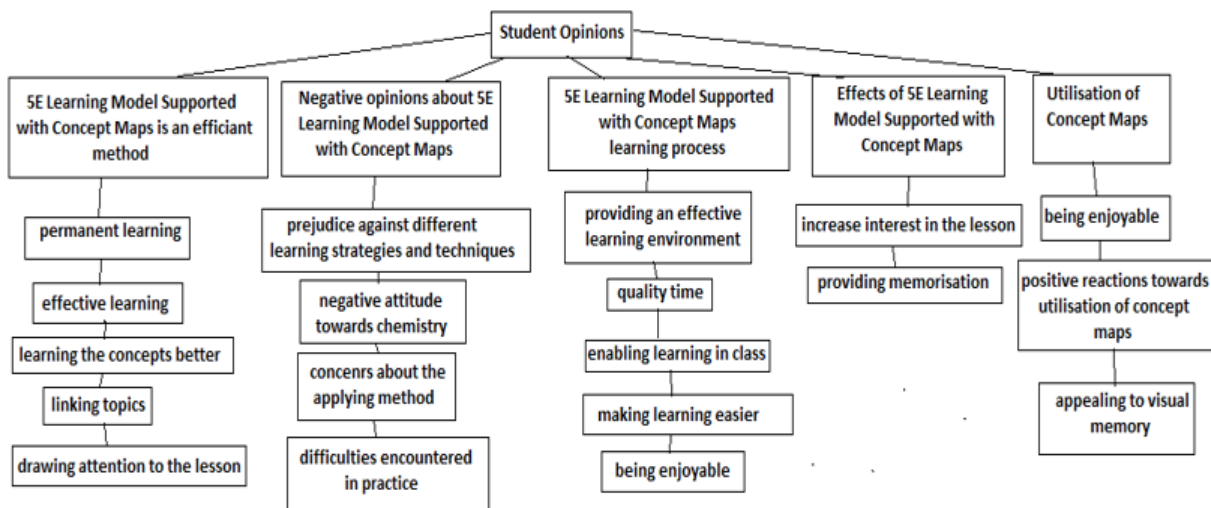 Student Opinions
5E Learning Model Supported
with Concept Maps is an efficiant
method
permanent learning
effective learning
learning the concepts better
linking topics
drawing attention to the lesson
Negative opinions about 5E
Learning Model Supported
with Concept Maps
prejudice against different
learning strategies and techniques
negative attitude
towards chemistry
concenrs about the
applying method
difficulties encountered
in practice
5E Learning Model Supported
with Concept Maps
learning process
providing an effective
learning environment
quality time
enabling learning in class
making learning easier
being enjoyable
Effects of 5E Learning
Model Supported with
Concept Maps
increase interest in the lesson
providing memorisation
Utilisation of
Concept Maps
being enjoyable
positive reactions towards
utilisation of concept
maps
appealing to visual
memory